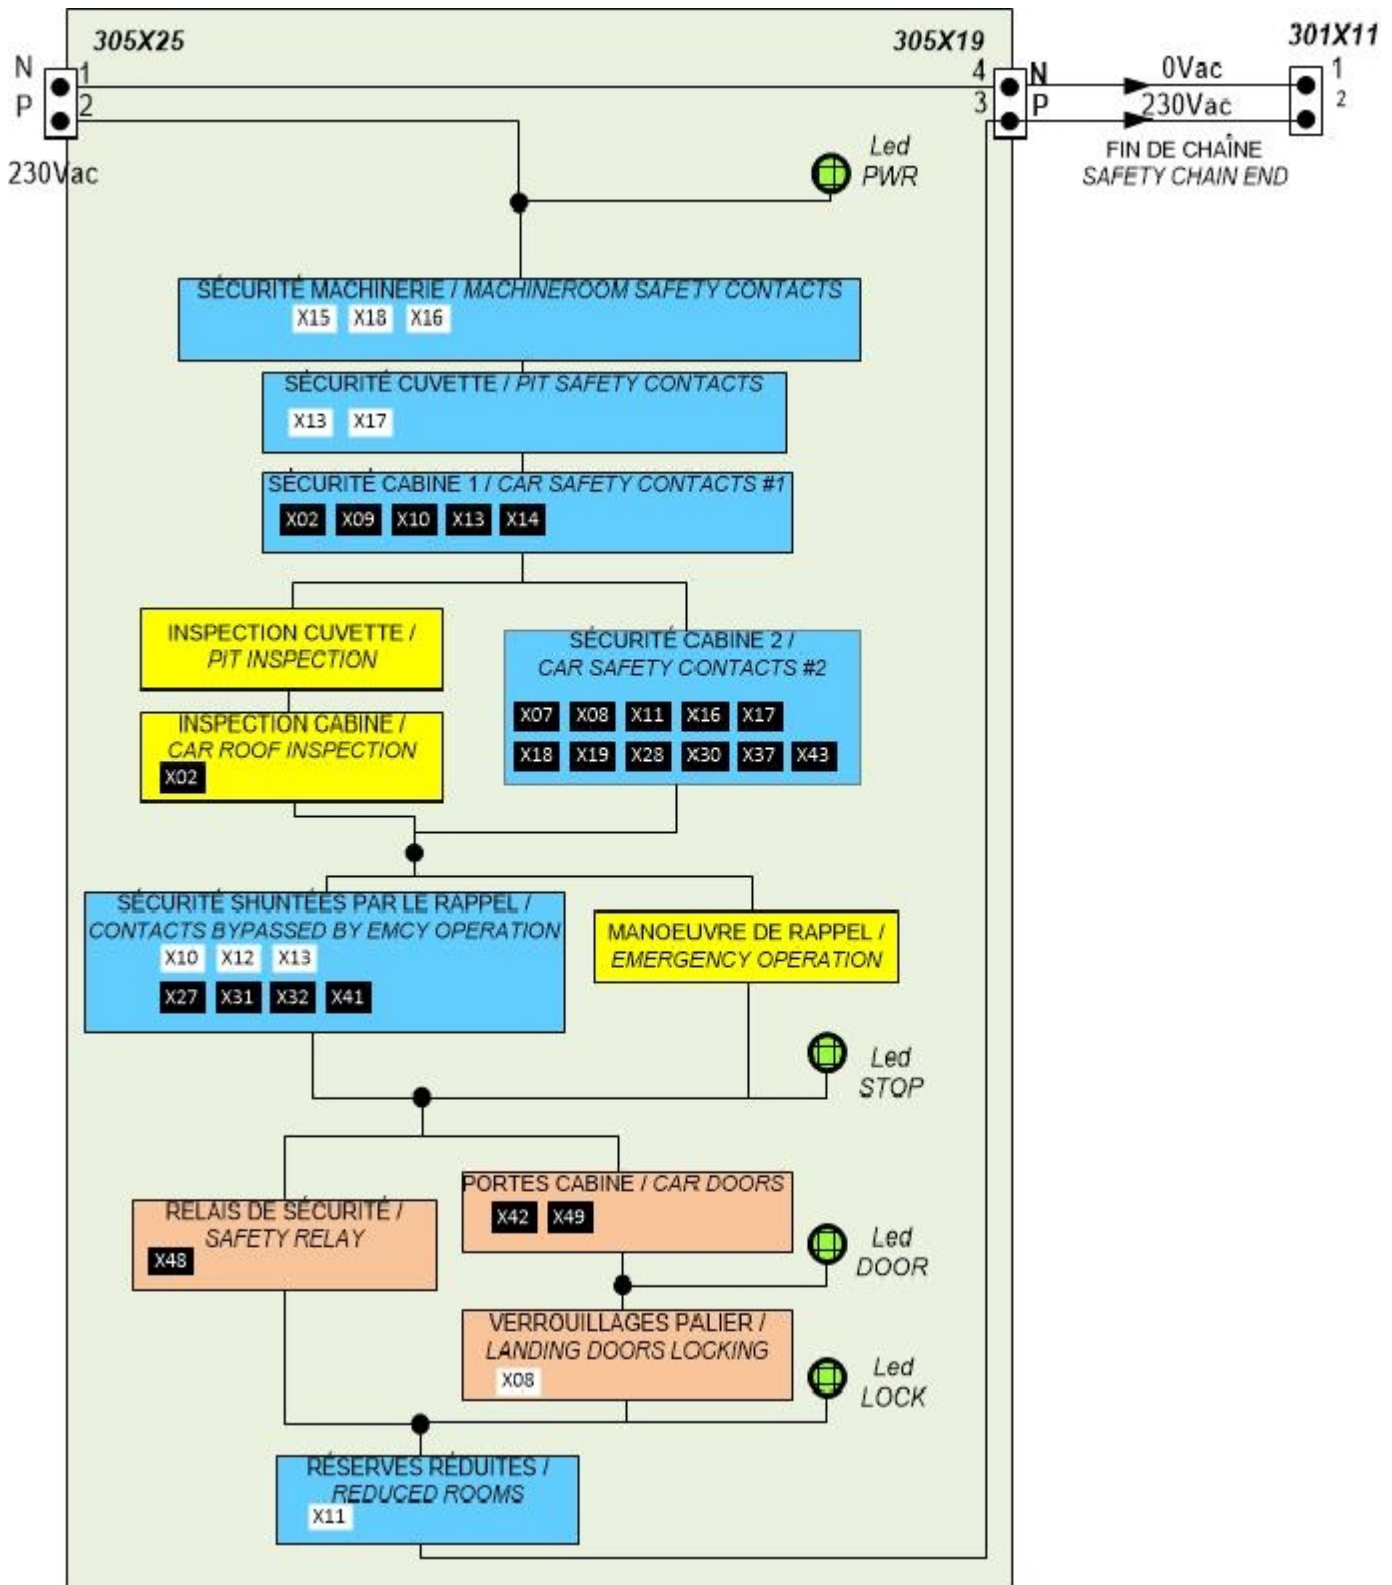 305X25
305X19
301X11
N
1
4
N
0Vac
1
P
2
3
P
230Vac
2
230Vac
FIN DE CHAÎNE
SAFETY CHAIN END
Led
PWR
SÉCURITÉ MACHINERIE / MACHINEROOM SAFETY CONTACTS
X15 X18 X16
SÉCURITÉ CUVETTE / PIT SAFETY CONTACTS
X13 X17
SÉCURITÉ CABINE 1 / CAR SAFETY CONTACTS #1
X02 X09 X10 X13 X14
INSPECTION CUVETTE /
PIT INSPECTION
SÉCURITÉ CABINE 2 /
CAR SAFETY CONTACTS #2
X07 X08 X11 X16 X17
X18 X19 X28 X30 X37 X43
INSPECTION CABINE /
CAR ROOF INSPECTION
X02
SÉCURITÉ SHUNTÉES PAR LE RAPPEL /
CONTACTS BYPASSED BY EMCY OPERATION
X10 X12 X13
X27 X31 X32 X41
MANOEUVRE DE RAPPEL /
EMERGENCY OPERATION
Led
STOP
RELAIS DE SÉCURITÉ /
SAFETY RELAY
X48
PORTES CABINE / CAR DOORS
X42 X49
Led
DOOR
VERROUILLAGES PALIER /
LANDING DOORS LOCKING
X08
Led
LOCK
RÉSERVES RÉDUITES /
REDUCED ROOMS
X11